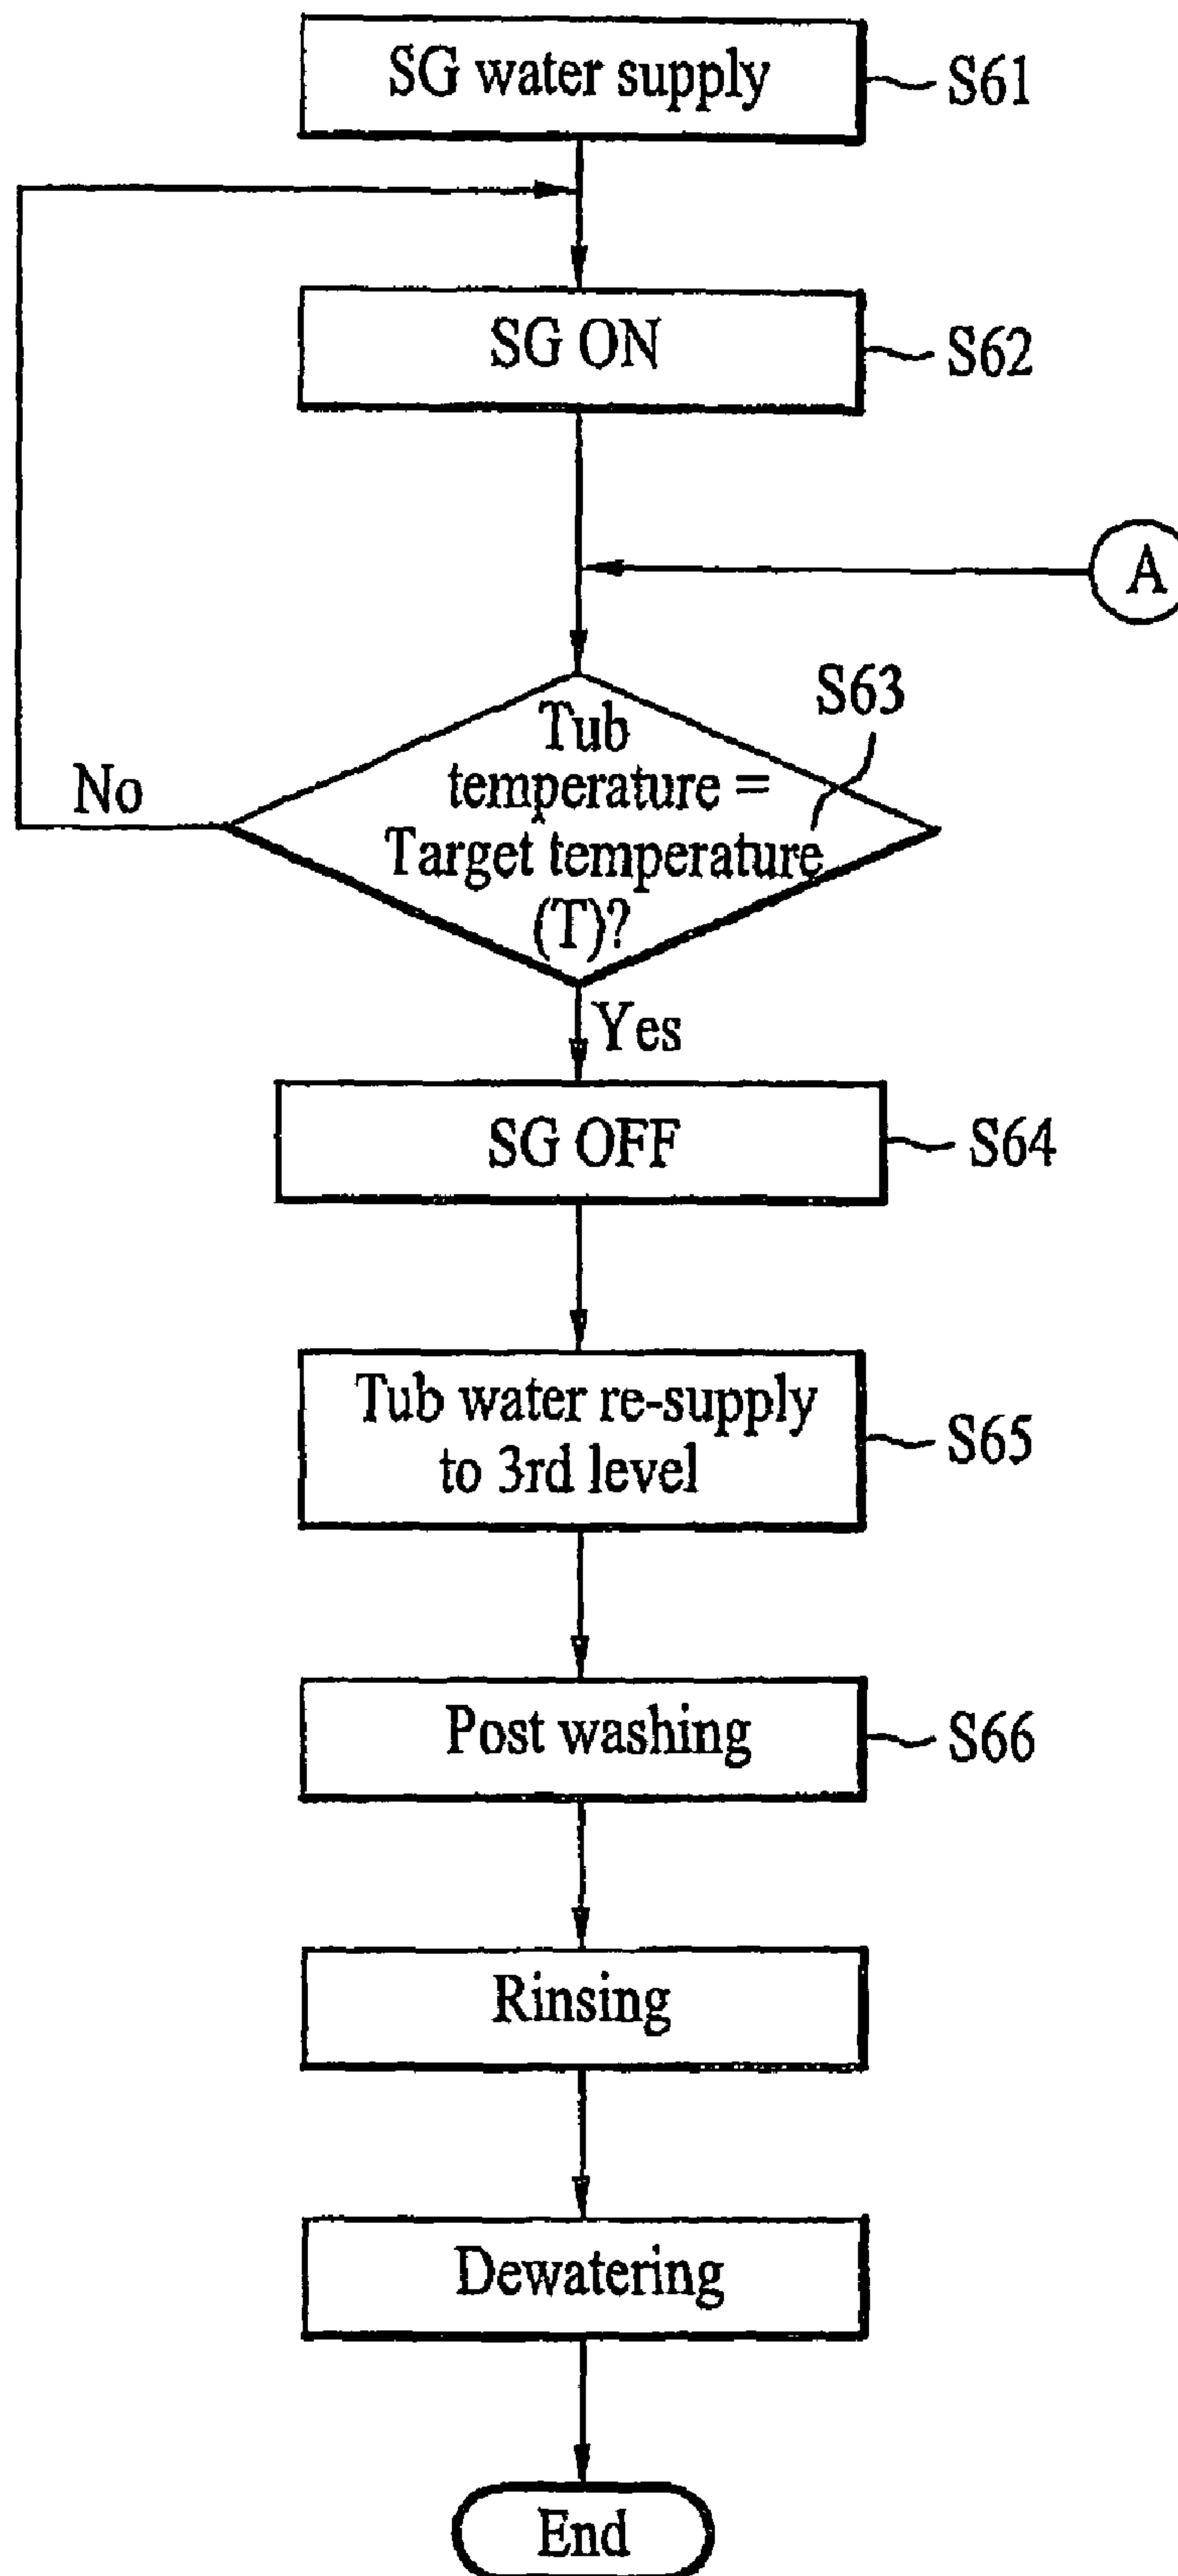 SG water supply
S61
SG ON
S62
A
S63
Tub
temperature =
Target temperature
(T)?
No
Yes
SG OFF
S64
Tub water re-supply
to 3rd level
S65
Post washing
S66
Rinsing
Dewatering
End